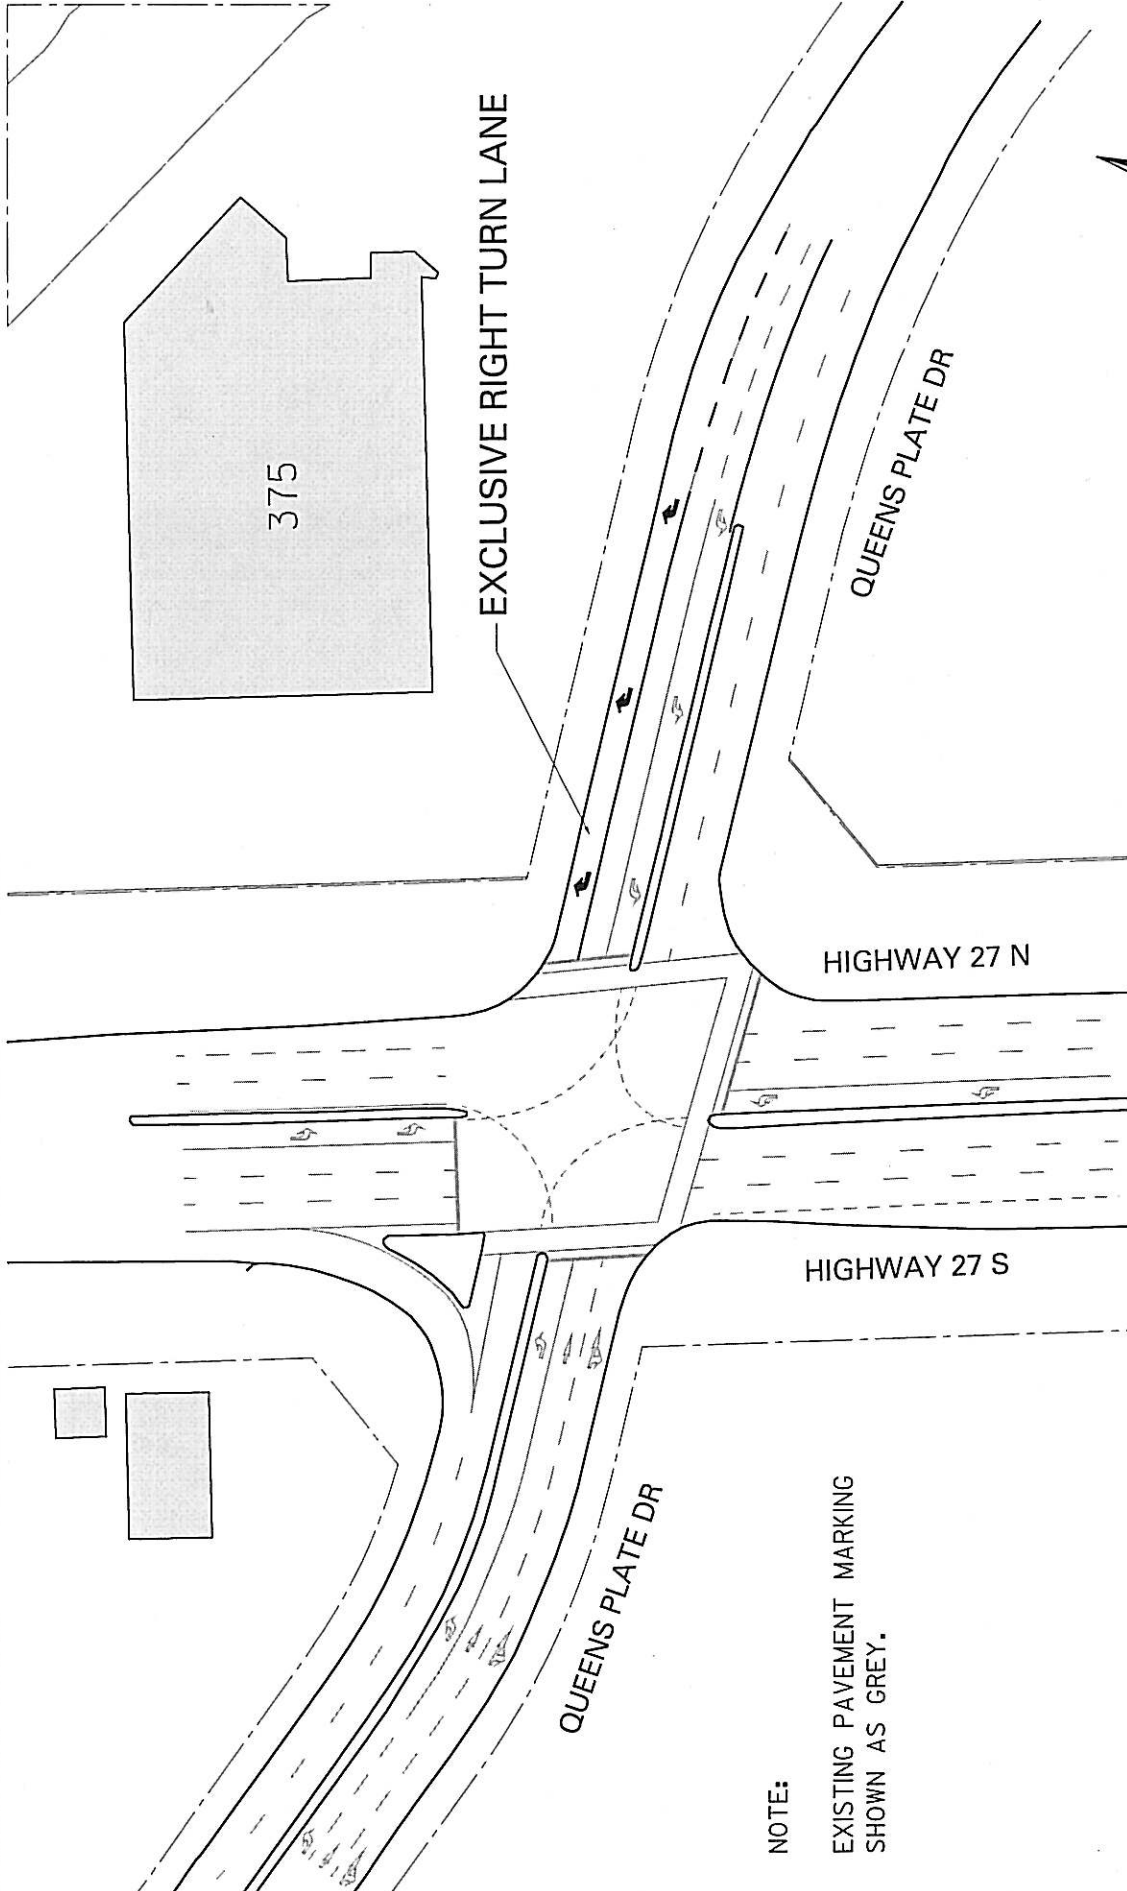 375
EXCLUSIVE RIGHT TURN LANE
QUEENS PLATE DR
HIGHWAY 27 N
HIGHWAY 27 S
QUEENS PLATE DR
NOTE:
EXISTING PAVEMENT MARKING
SHOWN AS GREY.